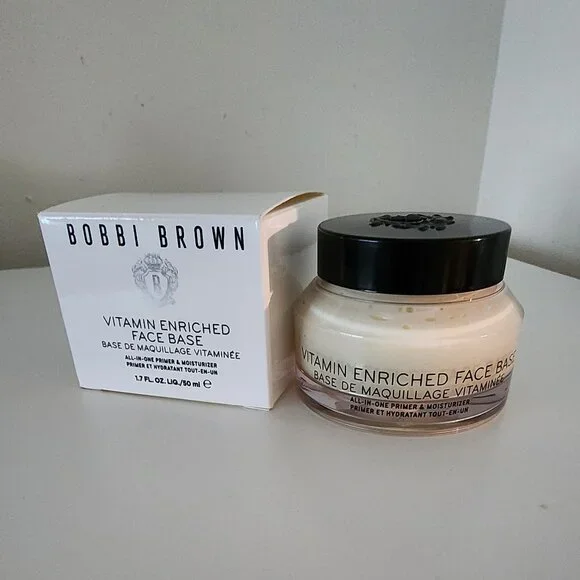 BOBBI BROWN
B
VITAMIN ENRICHED
FACE BASE
BASE DE MAQUILLAGE VITAMINÉE
ALL-IN-ONE PRIMER & MOISTURIZER
PRIMER ET HYDRATANT TOUT-EN-UN
1.7 FL. OZ. LIQ./50 ml ℮
VITAMIN ENRICHED FACE BASE
BASE DE MAQUILLAGE VITAMINÉE
ALL-IN-ONE PRIMER & MOISTURIZER
PRIMER ET HYDRATANT TOUT-EN-UN